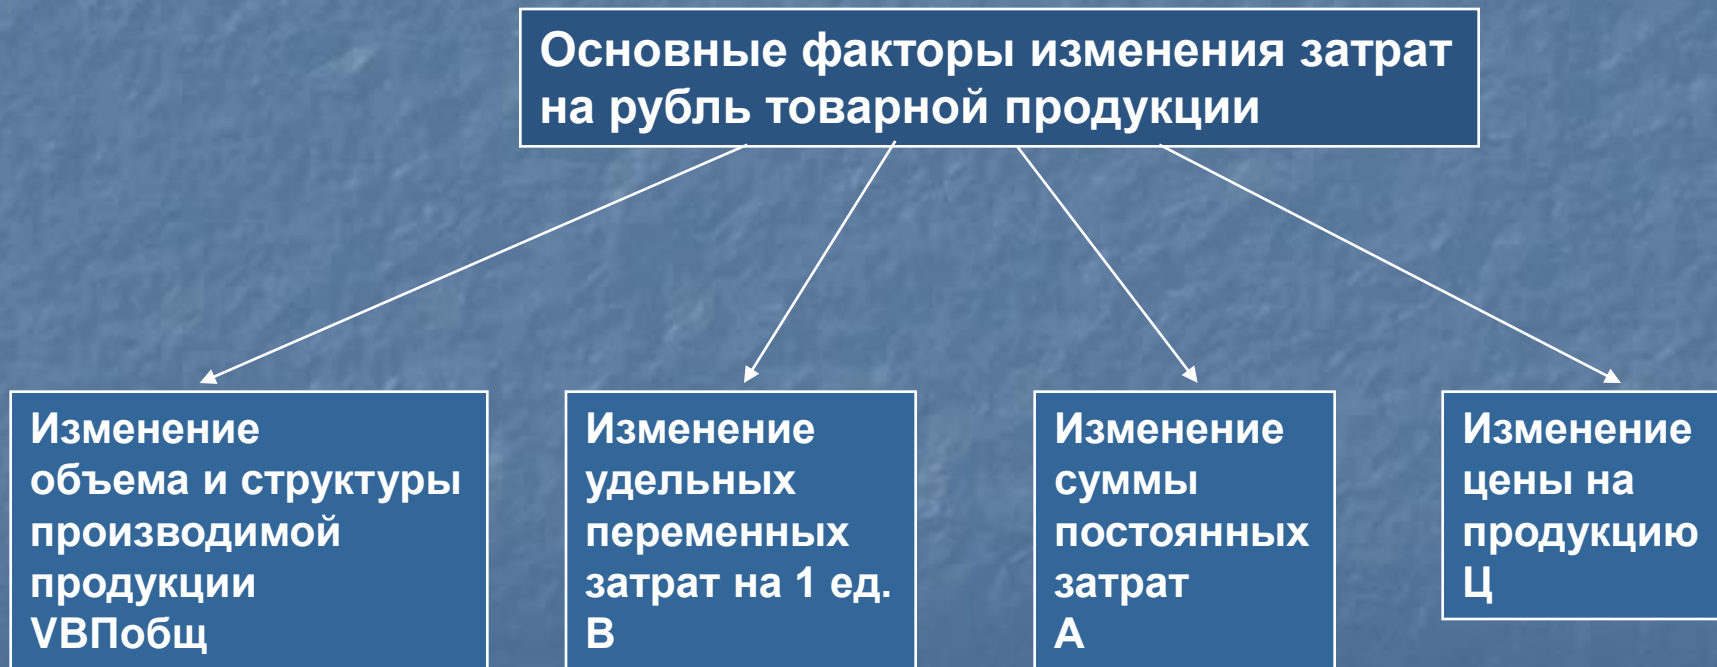 Основные факторы изменения затрат
на рубль товарной продукции
Изменение
объема и структуры
производимой
продукции
VВПобщ
Изменение
удельных
переменных
затрат на 1 ед.
В
Изменение
суммы
постоянных
затрат
А
Изменение
цены на
продукцию
Ц